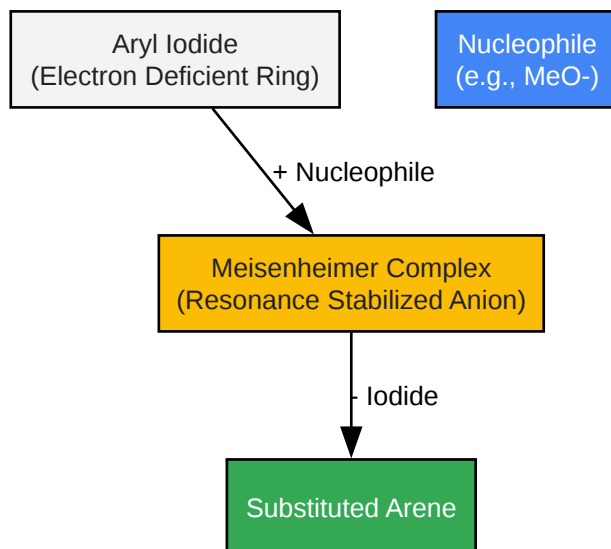 Aryl Iodide
(Electron Deficient Ring)
Nucleophile
(e.g., MeO-)
+ Nucleophile
Meisenheimer Complex
(Resonance Stabilized Anion)
- Iodide
Substituted Arene